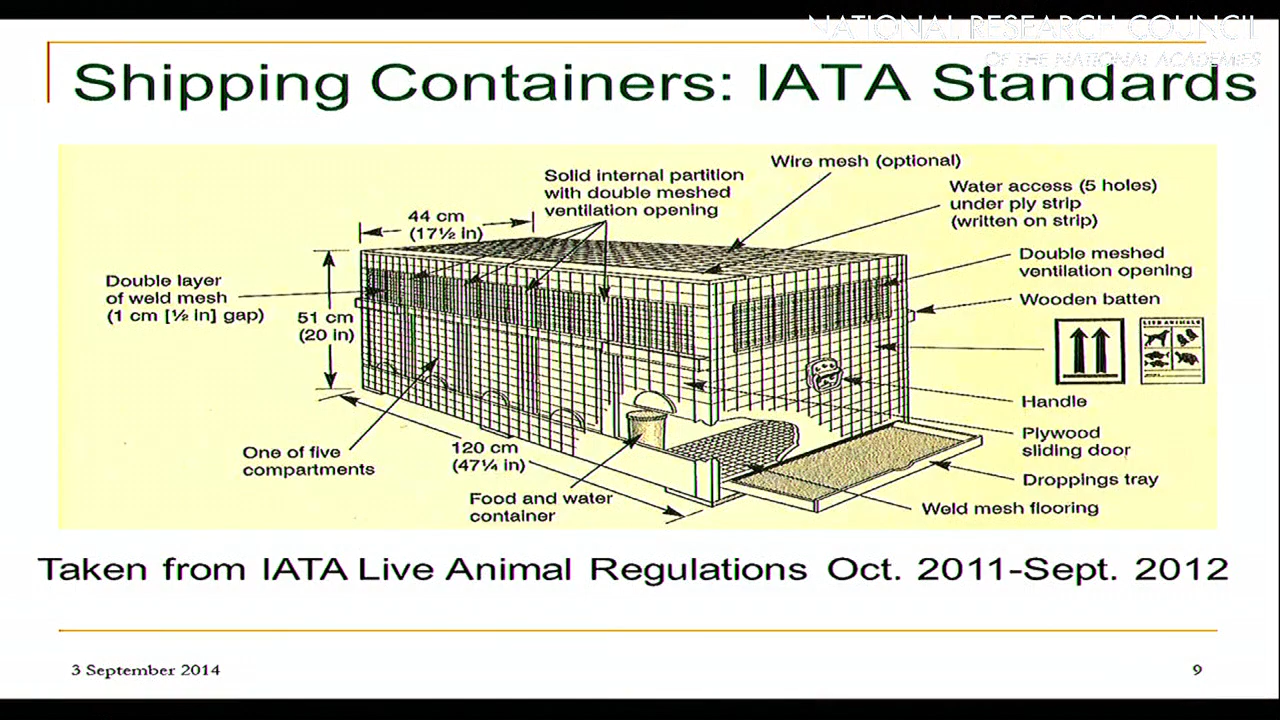 NATIONAL RESEARCH COUNCIL
OF THE NATIONAL ACADEMIES
Shipping Containers: IATA Standards
Wire mesh (optional)
Solid internal partition
with double meshed
ventilation opening
Water access (5 holes)
under ply strip
(written on strip)
44 cm
(17½ in)
Double meshed
ventilation opening
Double layer
of weld mesh
(1 cm [½ in] gap)
Wooden batten
51 cm
(20 in)
LIVE ANIMALS
Handle
Plywood
sliding door
One of five
compartments
120 cm
(47¼ in)
Droppings tray
Food and water
container
Weld mesh flooring
Taken from IATA Live Animal Regulations Oct. 2011-Sept. 2012
3 September 2014
9